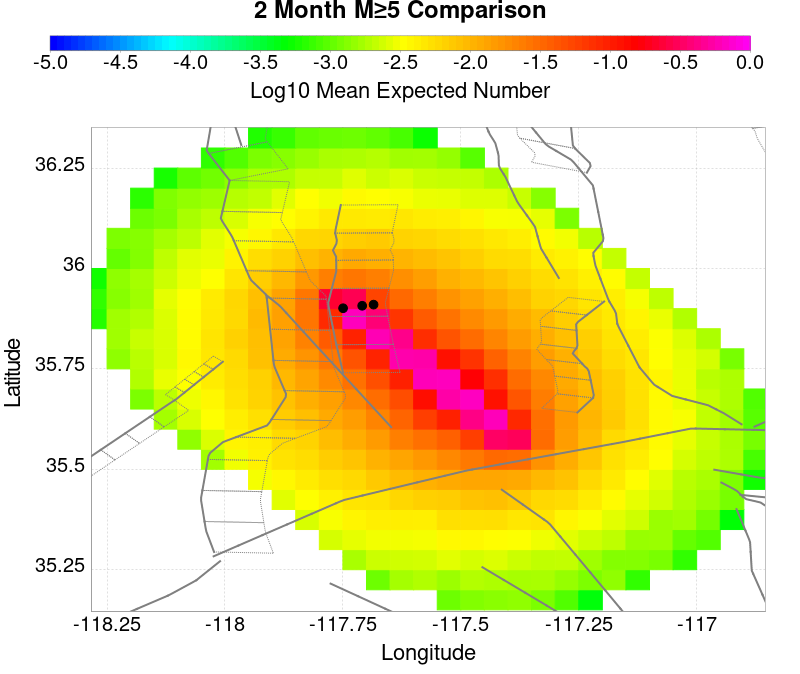 2 Month M≥5 Comparison
-5.0 -4.5 -4.0 -3.5 -3.0 -2.5 -2.0 -1.5 -1.0 -0.5 0.0
Log10 Mean Expected Number
36.25
36
35.75
35.5
35.25
Latitude
-118.25 -118 -117.75 -117.5 -117.25 -117
Longitude